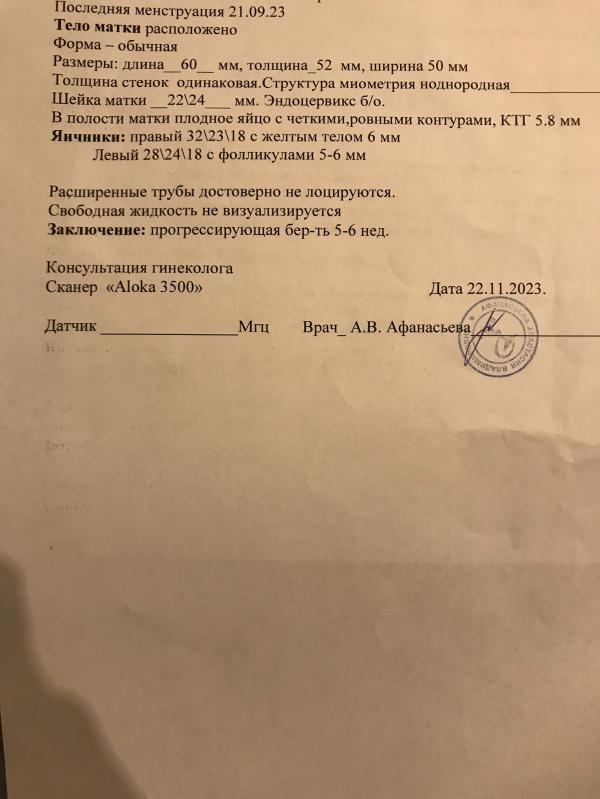 Последняя менструация 21.09.23
Тело матки расположено
Форма – обычная
Размеры: длина__60__ мм, толщина_52 мм, ширина 50 мм
Толщина стенок одинаковая.Структура миометрия ноднородная
Шейка матки __22\24___ мм. Эндоцервикс б/о.
В полости матки плодное яйцо с четкими,ровными контурами, КТГ 5.8 мм
Яичники: правый 32\23\18 с желтым телом 6 мм
Левый 28\24\18 с фолликулами 5-6 мм
Расширенные трубы достоверно не лоцируются.
Свободная жидкость не визуализируется
Заключение: прогрессирующая бер-ть 5-6 нед.
Консультация гинеколога
Сканер «Aloka 3500» Дата 22.11.2023.
Датчик _________________Мгц Врач_ А.В. Афанасьева
АФАНАСЬЕВА